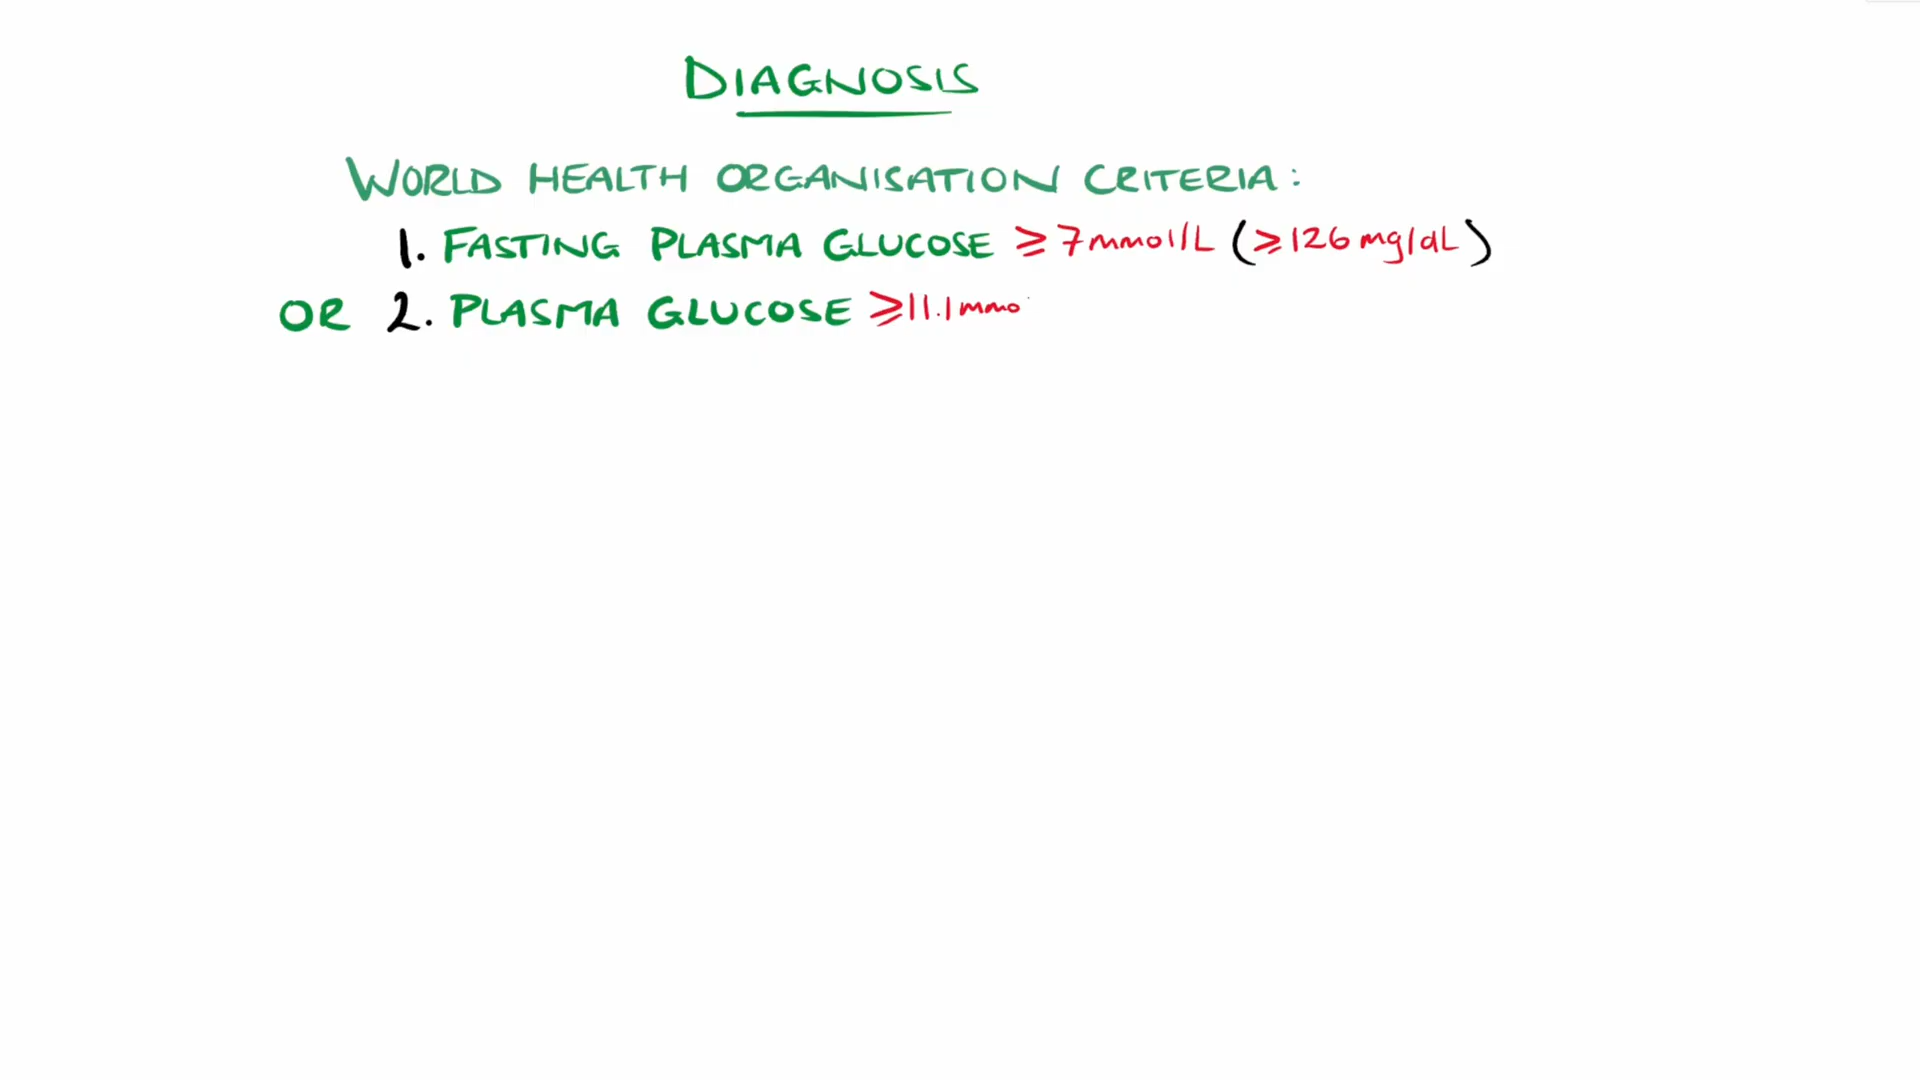 DIAGNOSIS
WORLD HEALTH ORGANISATION CRITERIA:
1. FASTING PLASMA GLUCOSE ≥7mmol/L (≥126mg/dL)
OR 2. PLASMA GLUCOSE ≥11.1mmo